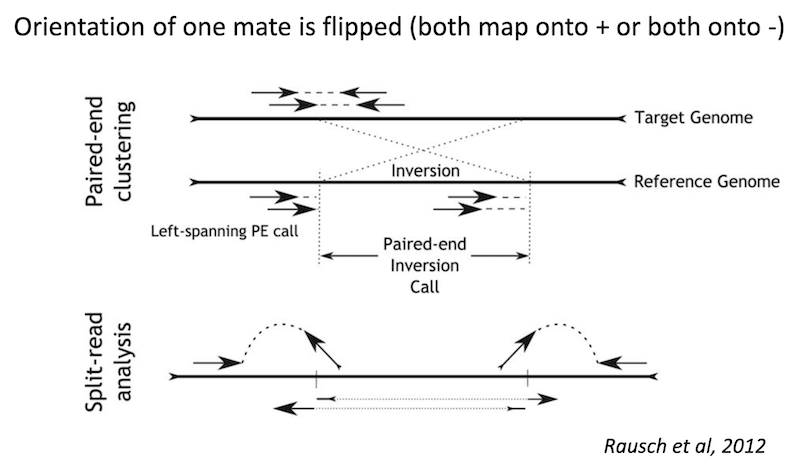 Orientation of one mate is flipped (both map onto + or both onto -)
Paired-end
clustering
Target Genome
Inversion
Reference Genome
Left-spanning PE call
Paired-end
Inversion
Call
Split-read
analysis
Rausch et al, 2012